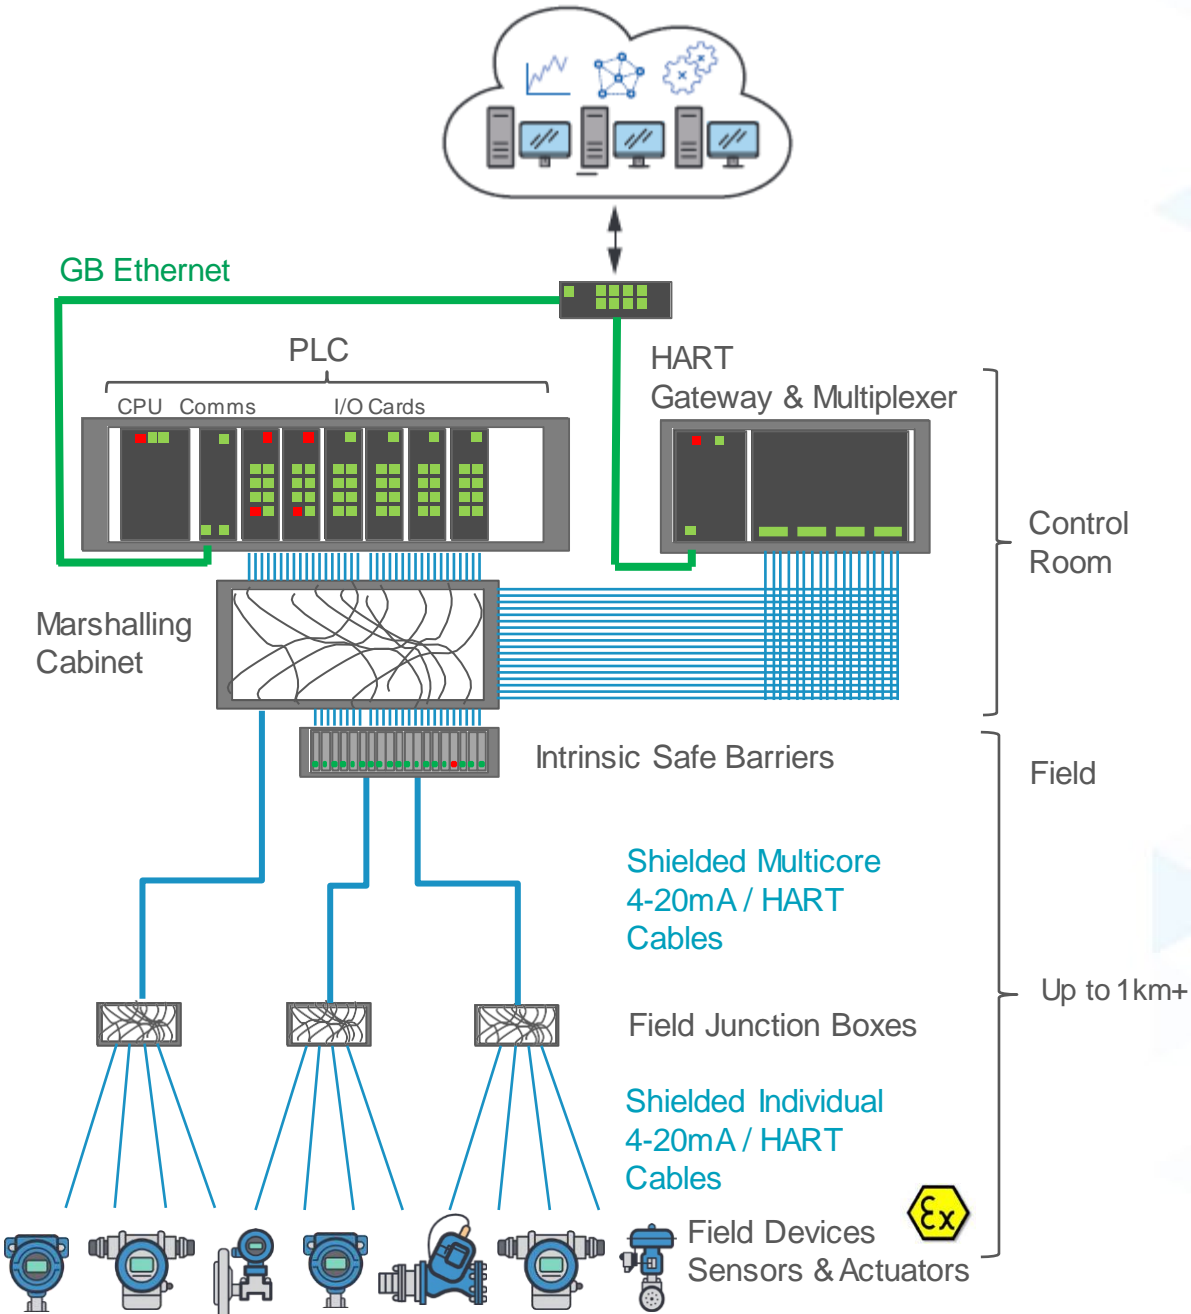 GB Ethernet
PLC
CPU Comms I/O Cards
HART
Gateway & Multiplexer
Control
Room
Marshalling
Cabinet
Intrinsic Safe Barriers
Field
Shielded Multicore
4-20mA / HART
Cables
Up to 1km+
Field Junction Boxes
Shielded Individual
4-20mA / HART
Cables
Ex
Field Devices
Sensors & Actuators